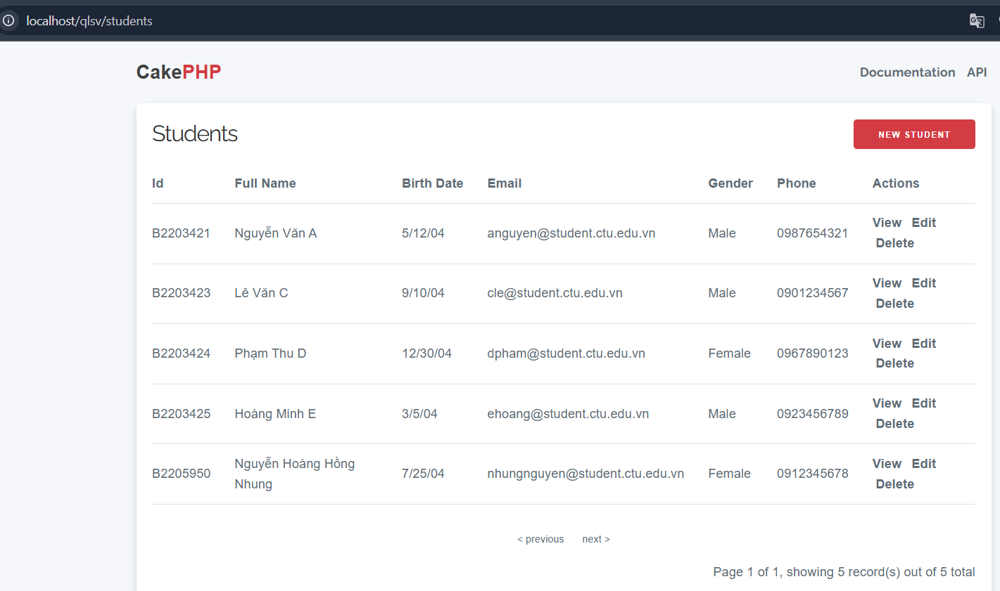 localhost/qlsv/students
CakePHP Documentation API
Students NEW STUDENT
Id Full Name Birth Date Email Gender Phone Actions
B2203421 Nguyễn Văn A 5/12/04 anguyen@student.ctu.edu.vn Male 0987654321 View Edit
Delete
B2203423 Lê Văn C 9/10/04 cle@student.ctu.edu.vn Male 0901234567 View Edit
Delete
B2203424 Phạm Thu D 12/30/04 dpham@student.ctu.edu.vn Female 0967890123 View Edit
Delete
B2203425 Hoàng Minh E 3/5/04 ehoang@student.ctu.edu.vn Male 0923456789 View Edit
Delete
B2205950 Nguyễn Hoàng Hồng
Nhung 7/25/04 nhungnguyen@student.ctu.edu.vn Female 0912345678 View Edit
Delete
< previous next >
Page 1 of 1, showing 5 record(s) out of 5 total